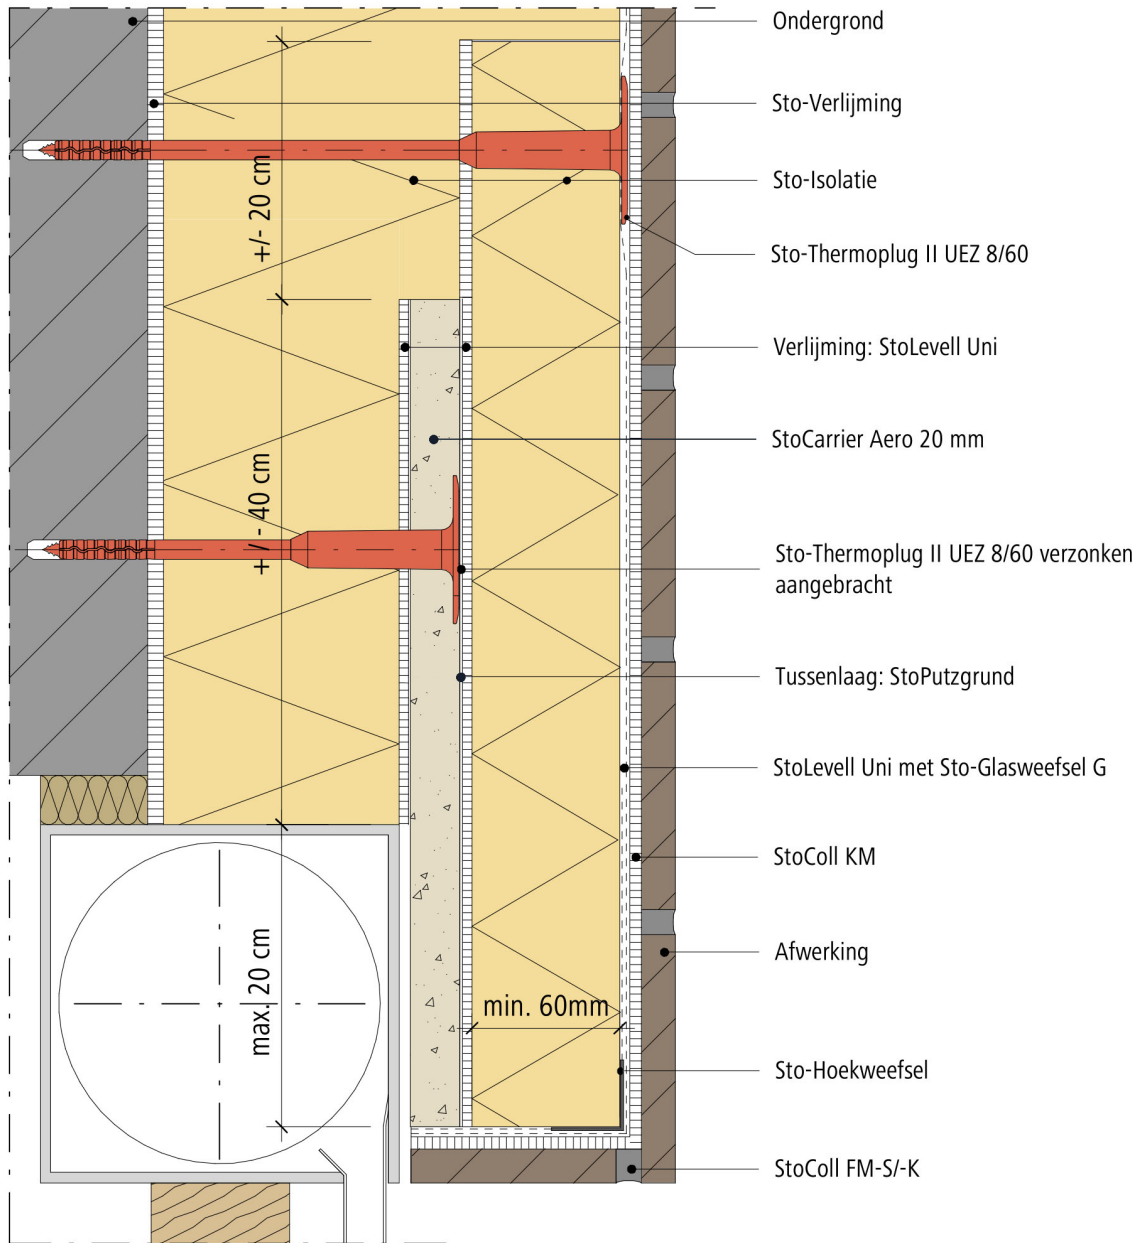 Ondergrond
Sto-Verlijming
Sto-Isolatie
+/- 20 cm
Sto-Thermoplug II UEZ 8/60
Verlijming: StoLevell Uni
StoCarrier Aero 20 mm
+/ - 40 cm
Sto-Thermoplug II UEZ 8/60 verzonken
aangebracht
Tussenlaag: StoPutzgrund
StoLevell Uni met Sto-Glasweefsel G
StoColl KM
Afwerking
max. 20 cm
min. 60mm
Sto-Hoekweefsel
StoColl FM-S/-K